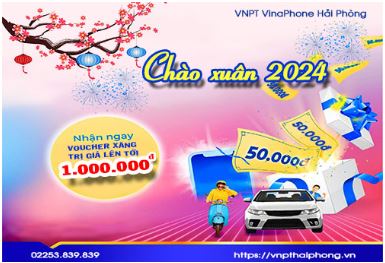 VNPT VinaPhone Hải Phòng
Chào xuân 2024
Nhận ngay
VOUCHER XĂNG
TRỊ GIÁ LÊN TỚI
1.000.000đ
50.000đ
50.000đ
02253.839.839
https://vnpthaiphong.vn